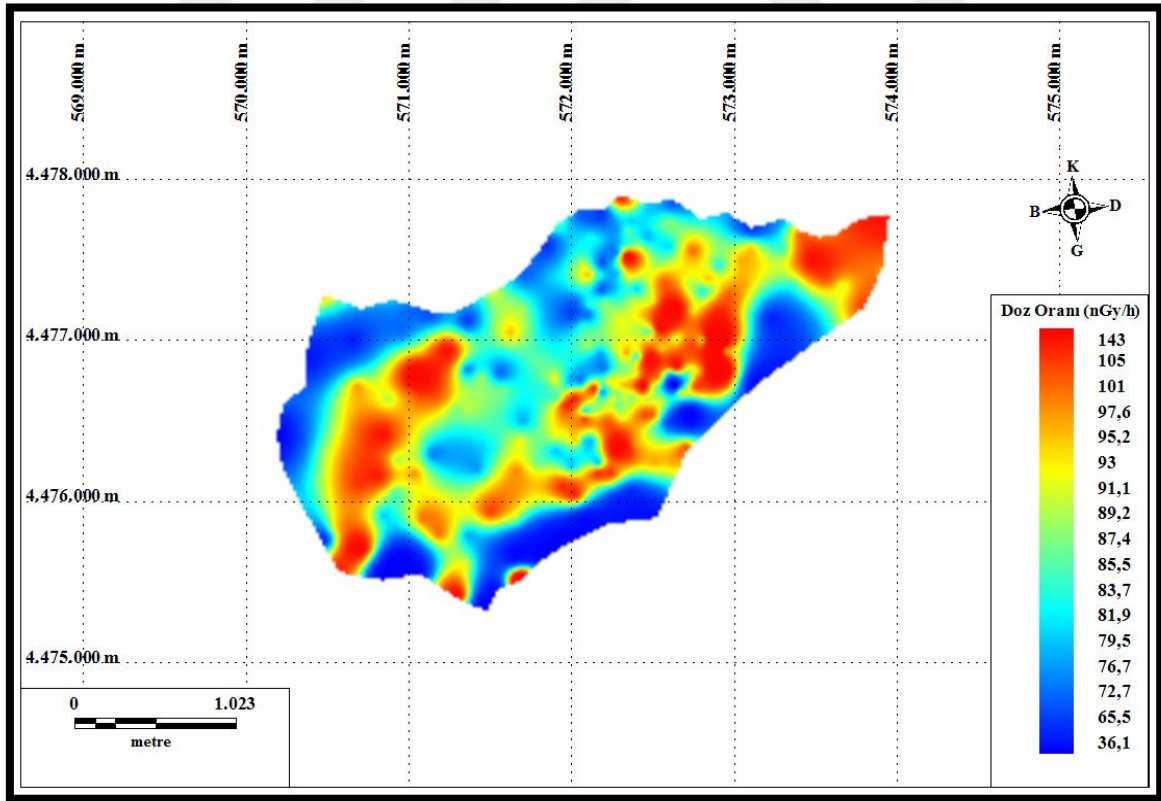 569.000 m
570.000 m
571.000 m
572.000 m
573.000 m
574.000 m
575.000 m
4.478.000 m
4.477.000 m
4.476.000 m
4.475.000 m
K
B D
G
Doz Oranı (nGy/h)
143
105
101
97,6
95,2
93
91,1
89,2
87,4
85,5
81,9
79,5
76,7
72,7
65,5
36,1
0 1.023
metre